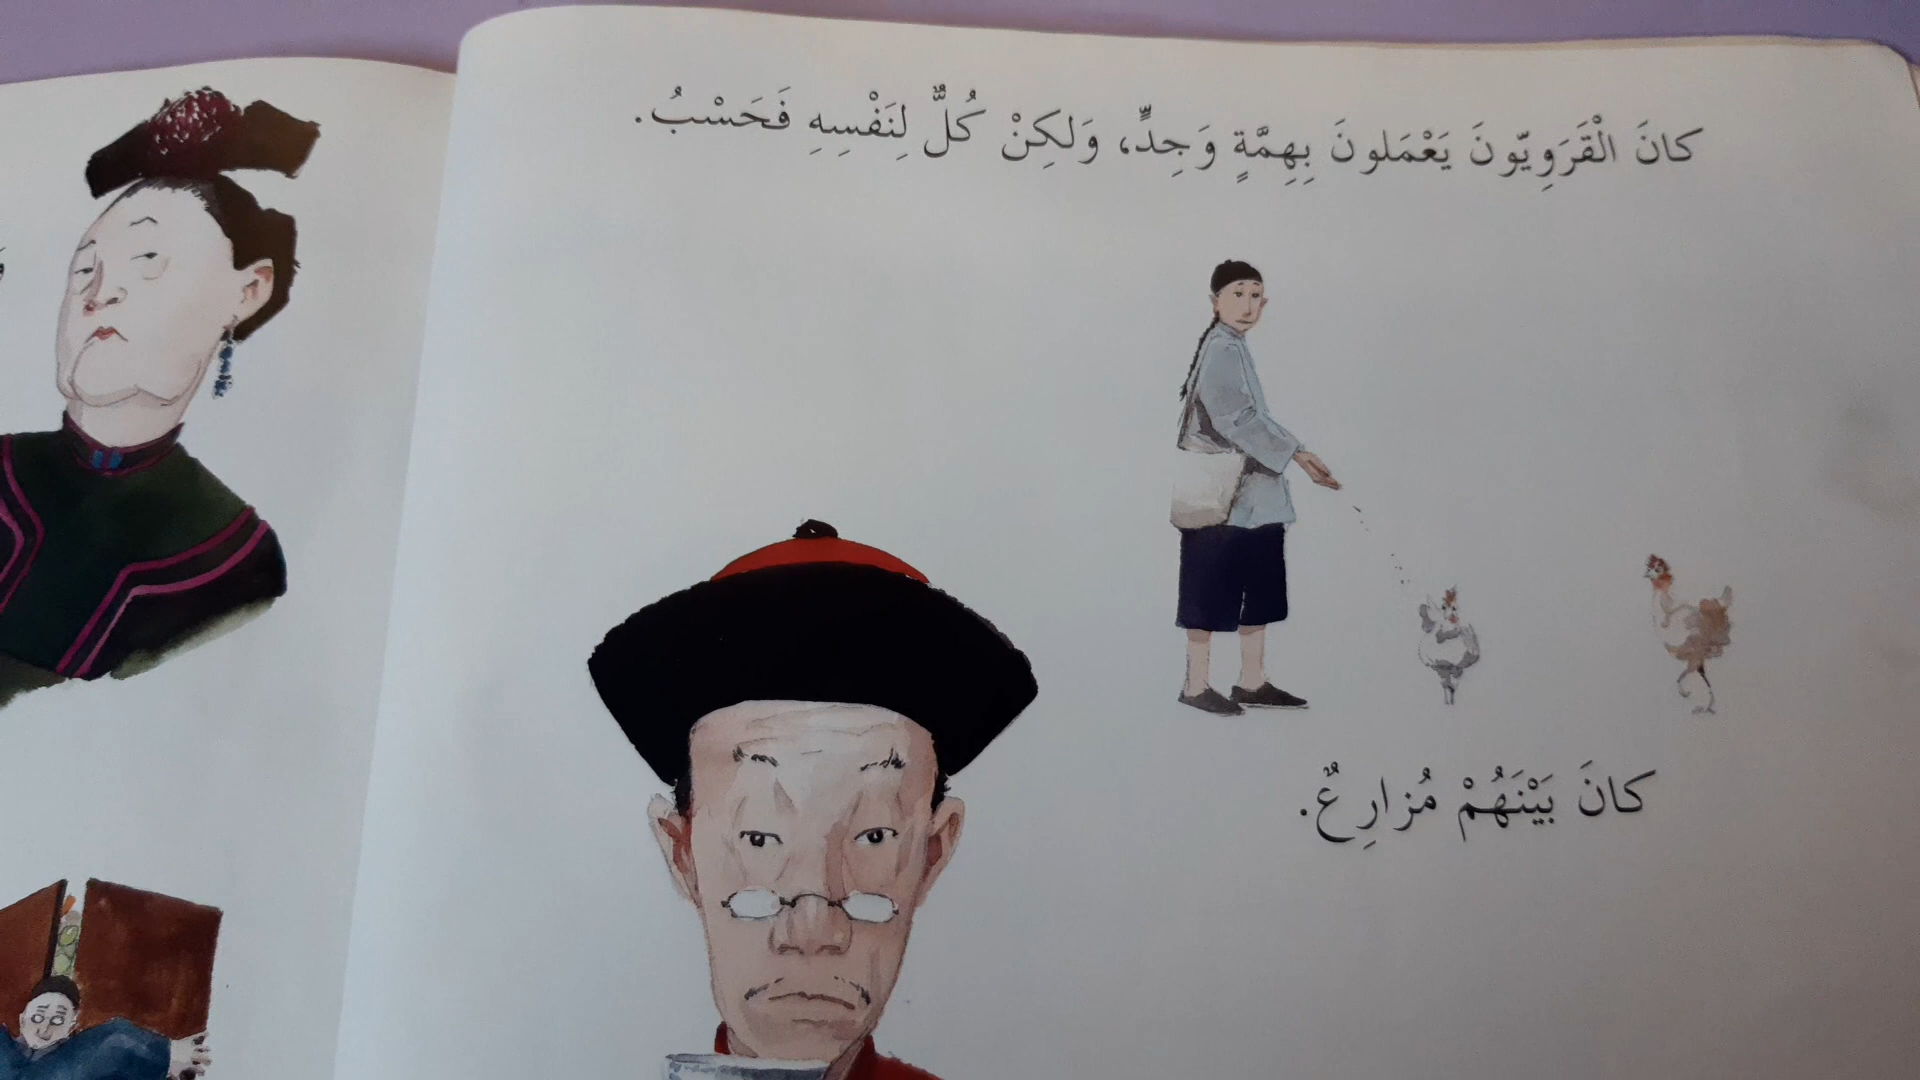 كانَ الْقَرَوِيّونَ يَعْمَلونَ بِهِمَّةٍ وَجِدٍّ، وَلكِنْ كُلٌّ لِنَفْسِهِ فَحَسْبُ.
كانَ بَيْنَهُمْ مُزارِعٌ.